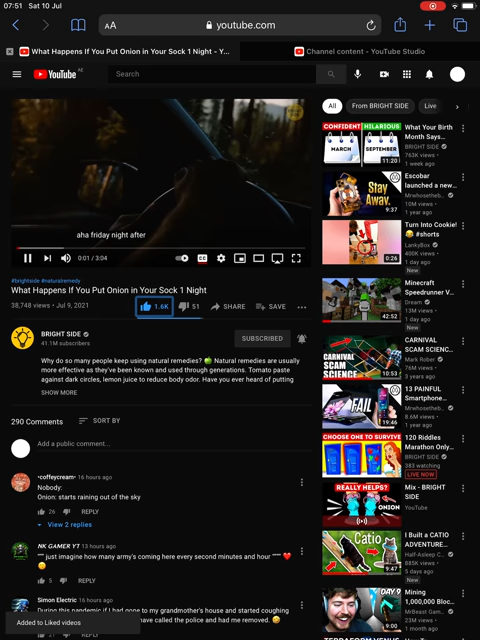 07:51 Sat 10 Jul
AA
youtube.com
What Happens If You Put Onion in Your Sock 1 Night - Y...
Channel content - YouTube Studio
YouTube AE
Search
aha friday night after
0:01 / 3:04
#brightside #naturalremedy
What Happens If You Put Onion in Your Sock 1 Night
38,748 views • Jul 9, 2021
1.6K
51
SHARE
SAVE
BRIGHT SIDE
41.1M subscribers
SUBSCRIBED
Why do so many people keep using natural remedies? 🍏 Natural remedies are usually
more effective as they've been known and used through generations. Tomato paste
against dark circles, lemon juice to reduce body odor. Have you ever heard of putting
SHOW MORE
290 Comments
SORT BY
Add a public comment...
•coffeycream• 16 hours ago
Nobody:
Onion: starts raining out of the sky
26
REPLY
View 2 replies
NK GAMER YT 13 hours ago
just imagine how many army's coming here every second minutes and hour
5
REPLY
Simon Electric 16 hours ago
During this pandemic if I had gone to my grandmother's house and started coughing
have called the police and had me removed.
21
REPLY
Added to Liked videos
All
From BRIGHT SIDE
Live
CONFIDENT HILARIOUS
MARCH SEPTEMBER
11:20
What Your Birth
Month Says...
BRIGHT SIDE
763K views •
1 week ago
Stay
Away.
9:37
Escobar
launched a new...
Mrwhosetheb...
10M views •
1 year ago
0:26
Turn Into Cookie!
😂 #shorts
LankyBox
400K views •
1 day ago
New
42:52
Minecraft
Speedrunner V...
Dream
13M views •
1 day ago
New
CARNIVAL
SCAM SCIENCE
10:53
CARNIVAL
SCAM SCIENC...
Mark Rober
76M views •
3 years ago
FAIL
19:46
13 PAINFUL
Smartphone...
Mrwhosetheb...
8.6M views •
1 year ago
CHOOSE ONE TO SURVIVE
120 Riddles
Marathon Only...
BRIGHT SIDE
383 watching
LIVE NOW
REALLY HELPS?
ONION
Mix - BRIGHT
SIDE
YouTube
Catio
9:47
I Built a CATIO
ADVENTURE...
Half-Asleep C...
885K views •
5 days ago
New
DAY 9
9:00
Mining
1,000,000 Bloc...
MrBeast Gam...
23M views •